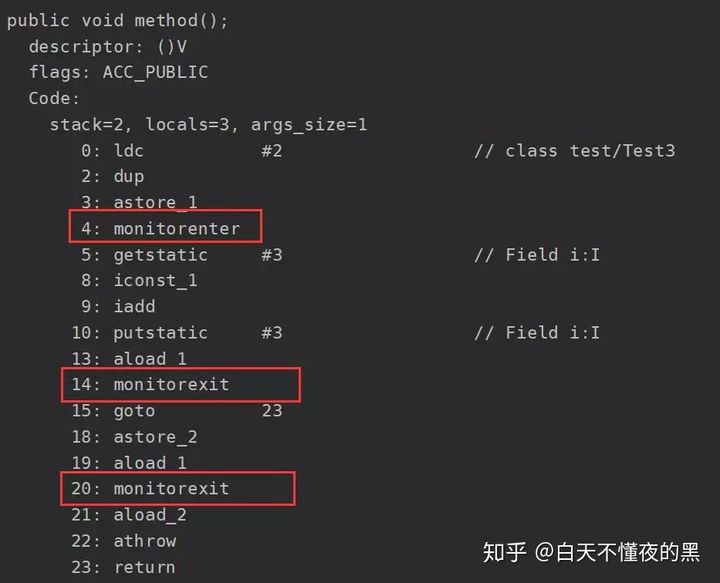 public void method();
descriptor: ()V
flags: ACC_PUBLIC
Code:
stack=2, locals=3, args_size=1
0: ldc #2 // class test/Test3
2: dup
3: astore_1
4: monitorenter
5: getstatic #3 // Field i:I
8: iconst_1
9: iadd
10: putstatic #3 // Field i:I
13: aload_1
14: monitorexit
15: goto 23
18: astore_2
19: aload_1
20: monitorexit
21: aload_2
22: athrow
23: return
知乎 @白天不懂夜的黑